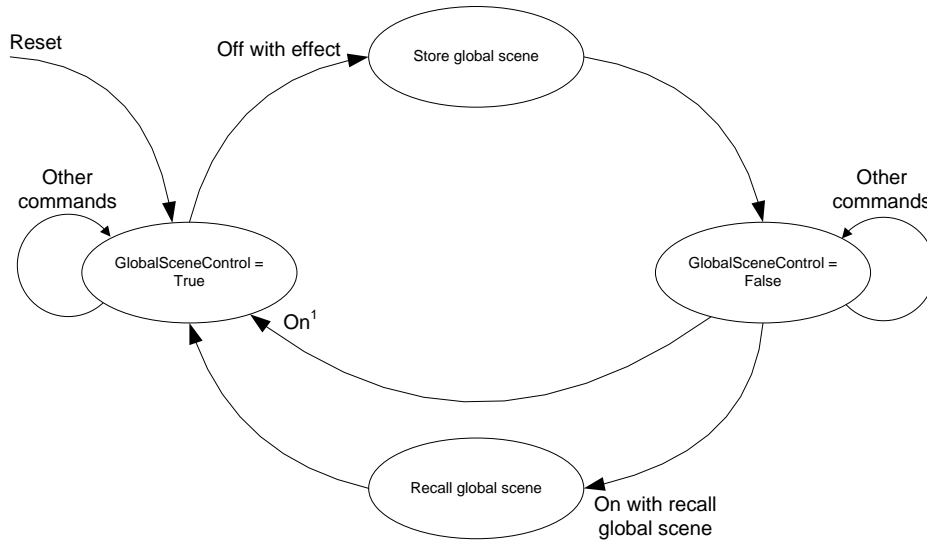 Reset
Off with effect
Store global scene
Other
commands
Other
commands
GlobalSceneControl =
True
GlobalSceneControl =
False
On¹
Recall global scene
On with recall
global scene